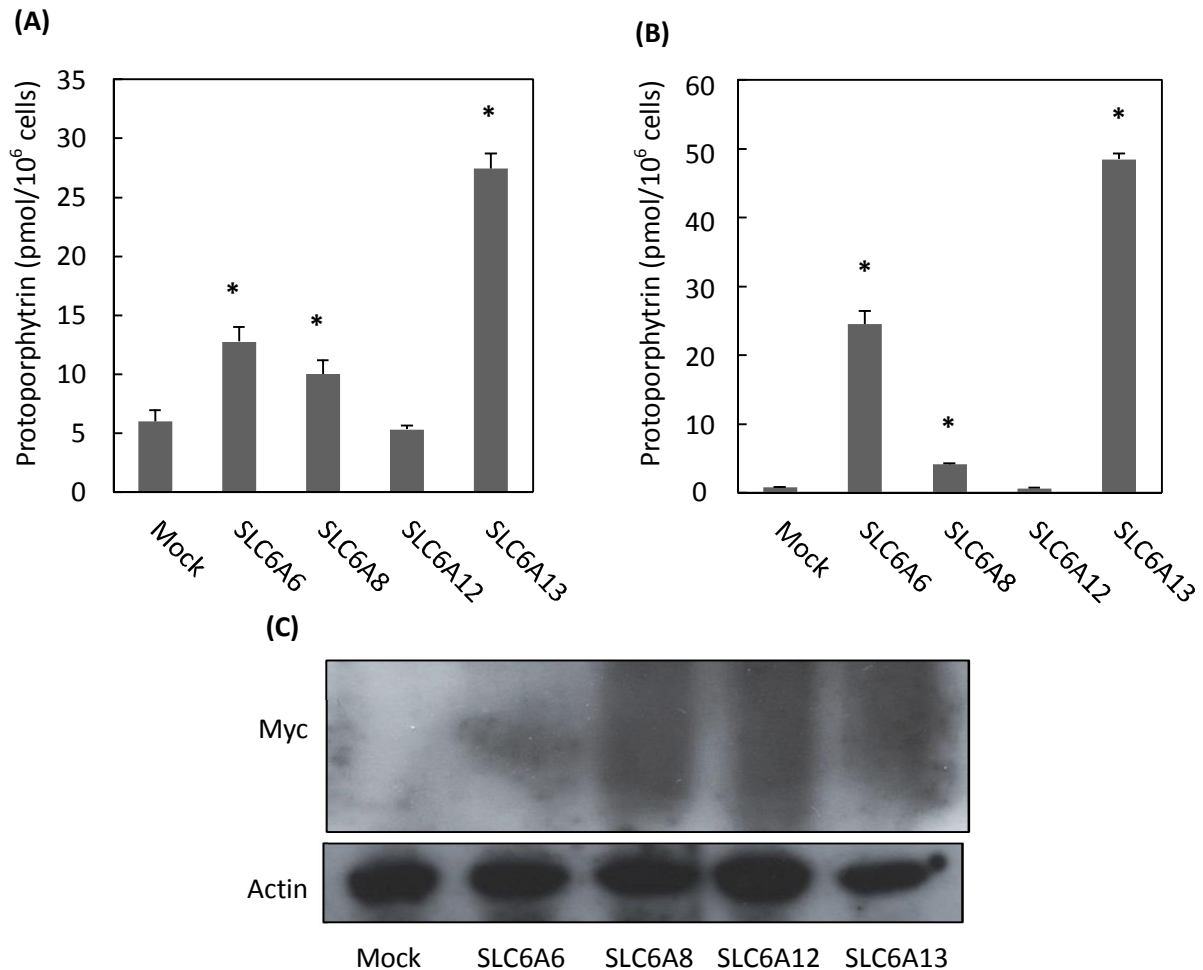 (A)
Protoporphytrin (pmol/10⁶ cells)
35
30
25
20
15
10
5
0
*
*
*
Mock
SLC6A6
SLC6A8
SLC6A12
SLC6A13
(B)
Protoporphytrin (pmol/10⁶ cells)
60
50
40
30
20
10
0
*
*
*
Mock
SLC6A6
SLC6A8
SLC6A12
SLC6A13
(C)
Myc
Actin
Mock SLC6A6 SLC6A8 SLC6A12 SLC6A13